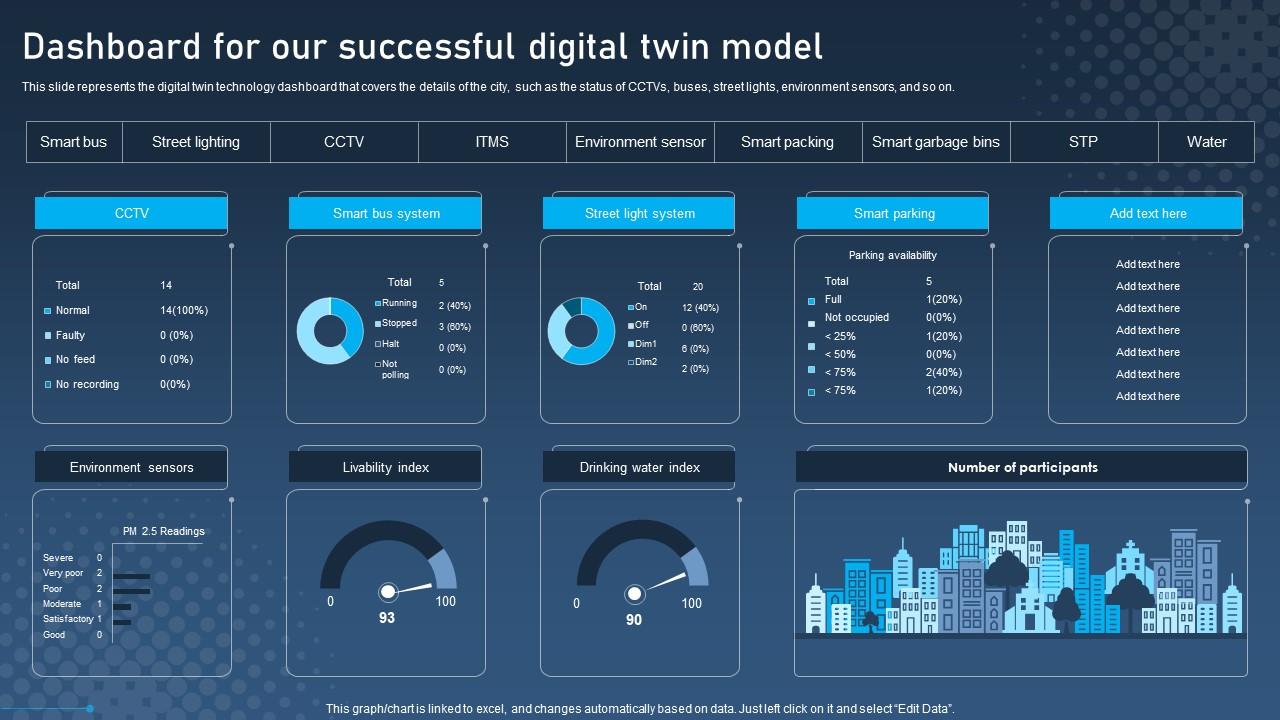 Dashboard for our successful digital twin model
This slide represents the digital twin technology dashboard that covers the details of the city, such as the status of CCTVs, buses, street lights, environment sensors, and so on.
Smart bus Street lighting CCTV ITMS Environment sensor Smart packing Smart garbage bins STP Water
CCTV
Total 14
Normal 14(100%)
Faulty 0 (0%)
No feed 0 (0%)
No recording 0(0%)
Smart bus system
Total 5
Running 2 (40%)
Stopped 3 (60%)
Halt 0 (0%)
Not 0 (0%)
polling
Street light system
Total 20
On 12 (40%)
Off 0 (60%)
Dim1 6 (0%)
Dim2 2 (0%)
Smart parking
Parking availability
Total 5
Full 1(20%)
Not occupied 0(0%)
< 25% 1(20%)
< 50% 0(0%)
< 75% 2(40%)
< 75% 1(20%)
Add text here
Add text here
Add text here
Add text here
Add text here
Add text here
Add text here
Add text here
Environment sensors
PM 2.5 Readings
Severe 0
Very poor 2
Poor 2
Moderate 1
Satisfactory 1
Good 0
Livability index
0 100
93
Drinking water index
0 100
90
Number of participants
This graph/chart is linked to excel, and changes automatically based on data. Just left click on it and select “Edit Data”.